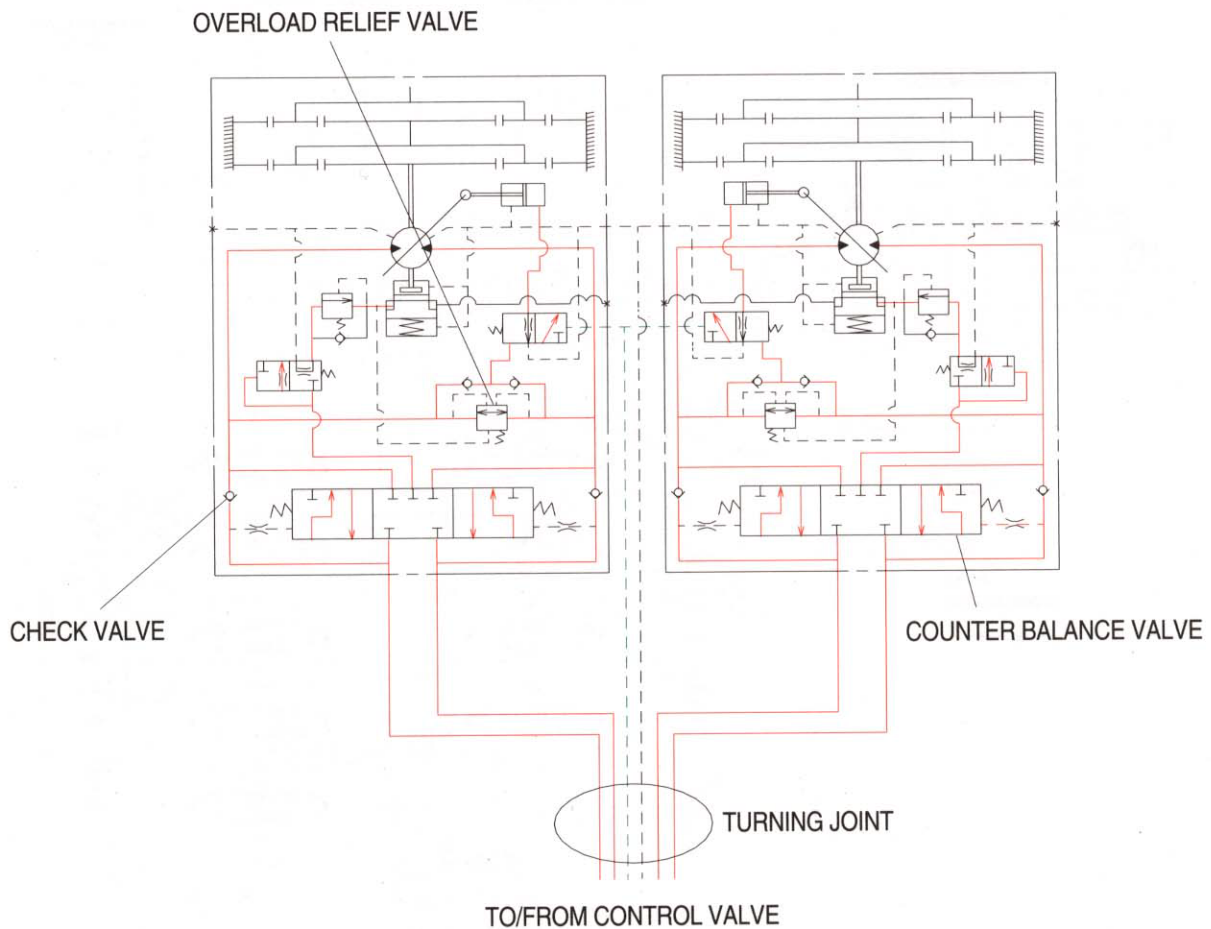 OVERLOAD RELIEF VALVE
CHECK VALVE
COUNTER BALANCE VALVE
TURNING JOINT
TO/FROM CONTROL VALVE